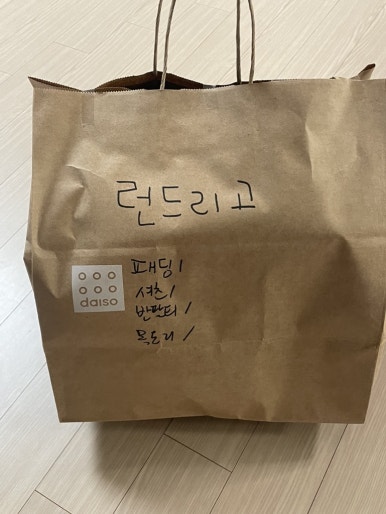 런드리고
패딩 1
셔츠 1
반팔티 1
목도리 1
daiso